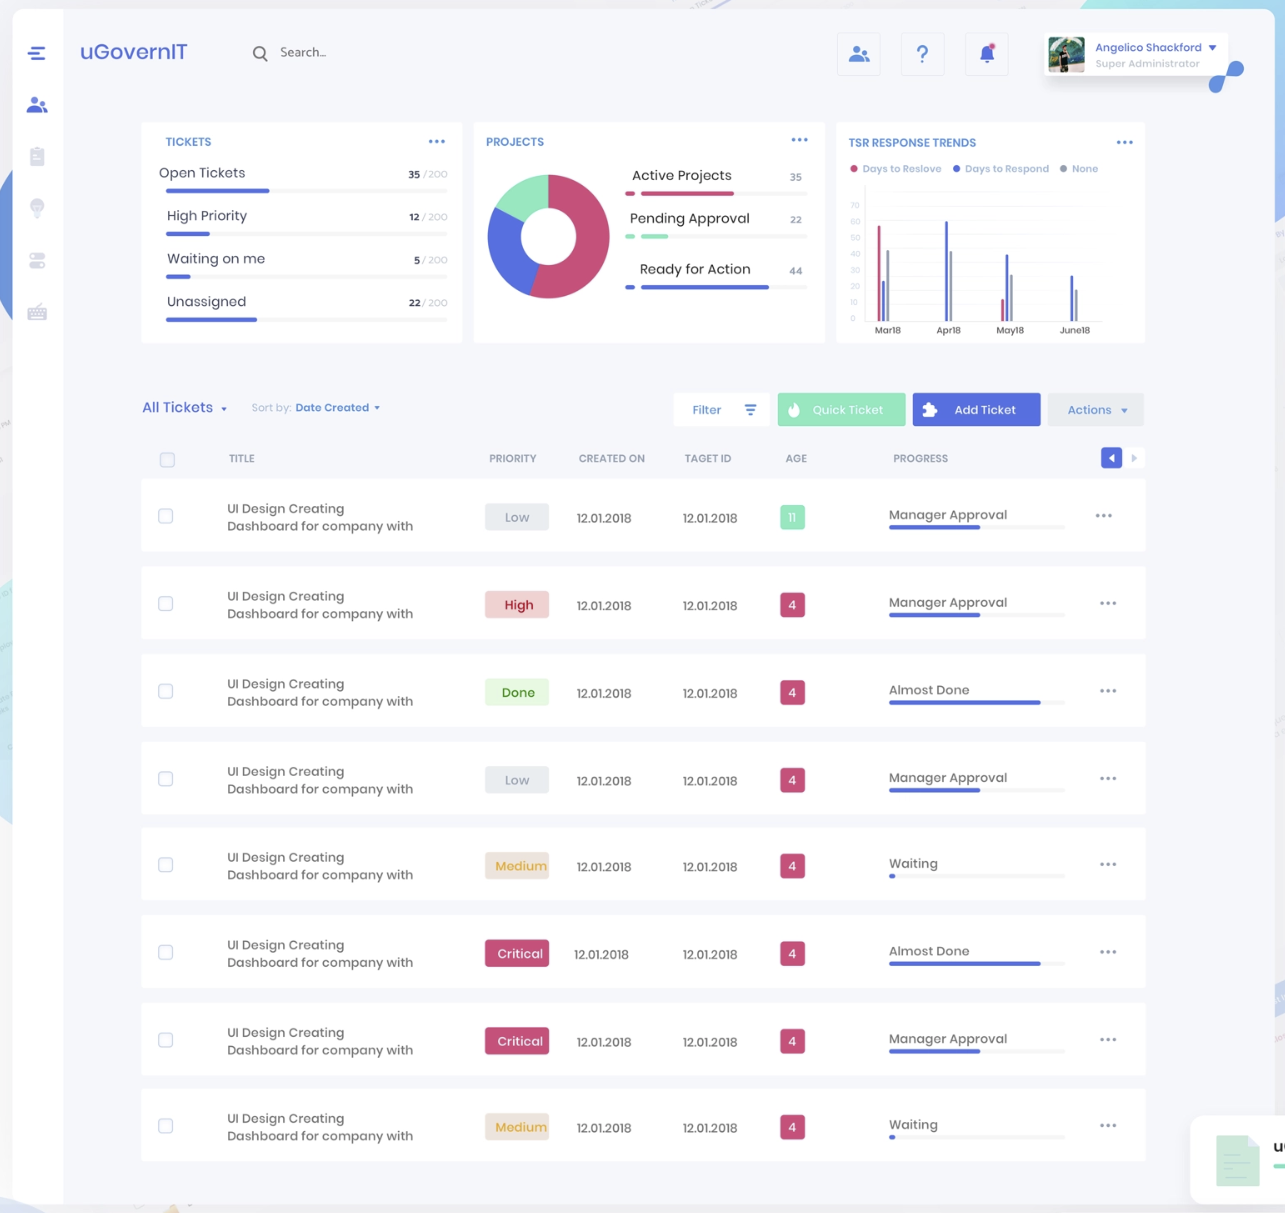 uGovernIT
Search...
?
Angelico Shackford
Super Administrator
TICKETS
Open Tickets 35 / 200
High Priority 12 / 200
Waiting on me 5 / 200
Unassigned 22 / 200
PROJECTS
Active Projects 35
Pending Approval 22
Ready for Action 44
TSR RESPONSE TRENDS
Days to Reslove Days to Respond None
70
60
50
40
30
20
10
0
Mar18 Apr18 May18 June18
All Tickets Sort by: Date Created
Filter Quick Ticket Add Ticket Actions
TITLE PRIORITY CREATED ON TAGET ID AGE PROGRESS
UI Design Creating
Dashboard for company with
Low 12.01.2018 12.01.2018 11 Manager Approval
UI Design Creating
Dashboard for company with
High 12.01.2018 12.01.2018 4 Manager Approval
UI Design Creating
Dashboard for company with
Done 12.01.2018 12.01.2018 4 Almost Done
UI Design Creating
Dashboard for company with
Low 12.01.2018 12.01.2018 4 Manager Approval
UI Design Creating
Dashboard for company with
Medium 12.01.2018 12.01.2018 4 Waiting
UI Design Creating
Dashboard for company with
Critical 12.01.2018 12.01.2018 4 Almost Done
UI Design Creating
Dashboard for company with
Critical 12.01.2018 12.01.2018 4 Manager Approval
UI Design Creating
Dashboard for company with
Medium 12.01.2018 12.01.2018 4 Waiting